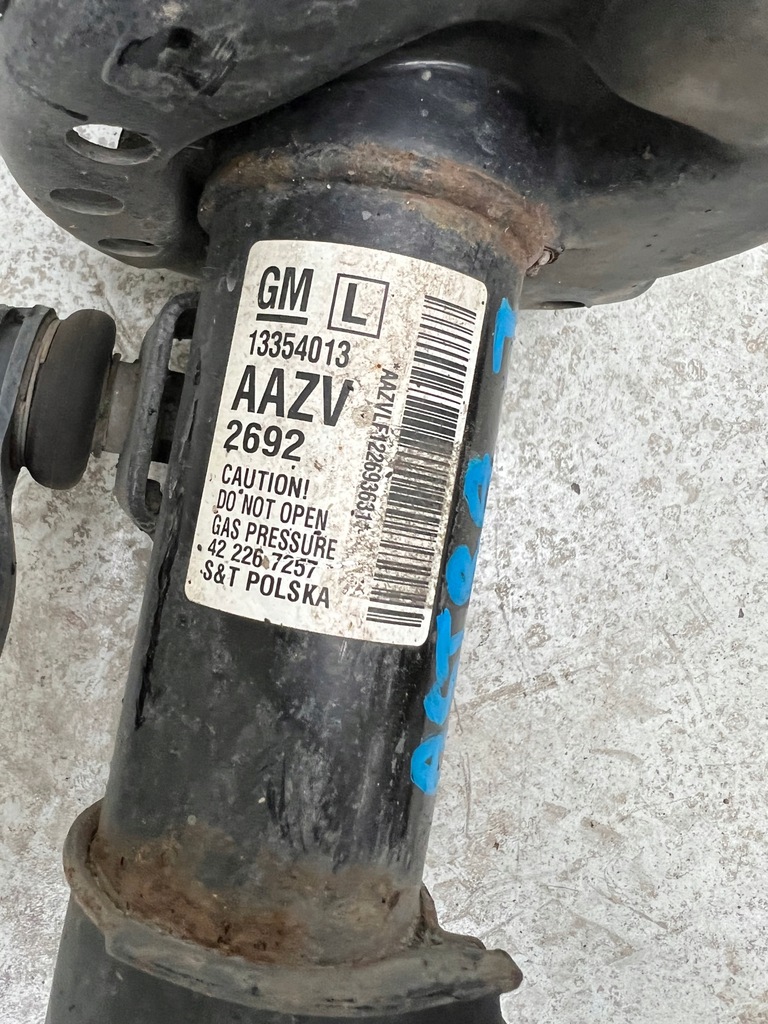 GM L
13354013
AAZV
2692
CAUTION!
DO NOT OPEN
GAS PRESSURE
42 226 7257
S&T POLSKA